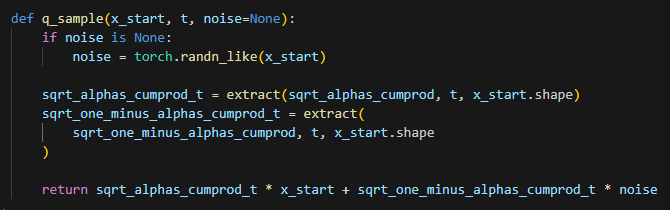 def q_sample(x_start, t, noise=None):
    if noise is None:
        noise = torch.randn_like(x_start)

    sqrt_alphas_cumprod_t = extract(sqrt_alphas_cumprod, t, x_start.shape)
    sqrt_one_minus_alphas_cumprod_t = extract(
        sqrt_one_minus_alphas_cumprod, t, x_start.shape
    )

    return sqrt_alphas_cumprod_t * x_start + sqrt_one_minus_alphas_cumprod_t * noise